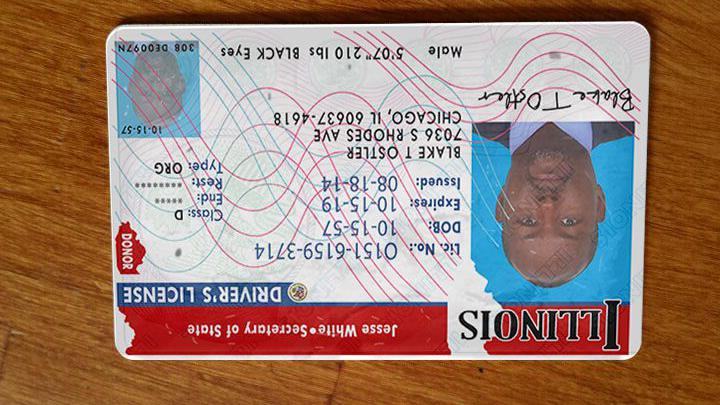 ILLINOIS
Jesse White•Secretary of State
DRIVER'S LICENSE
Lic. No.: O151-6159-3714
DOB: 10-15-57
Expires: 10-15-19
Issued: 08-18-14
Class: D
End: *****
Rest: ********
Type: ORG
DONOR
BLAKE T OSTLER
7036 S RHODES AVE
CHICAGO, IL 60637-4618
10-15-57
Blake T Ostler
Male 5'07" 210 lbs BLACK Eyes
308 DE0097N